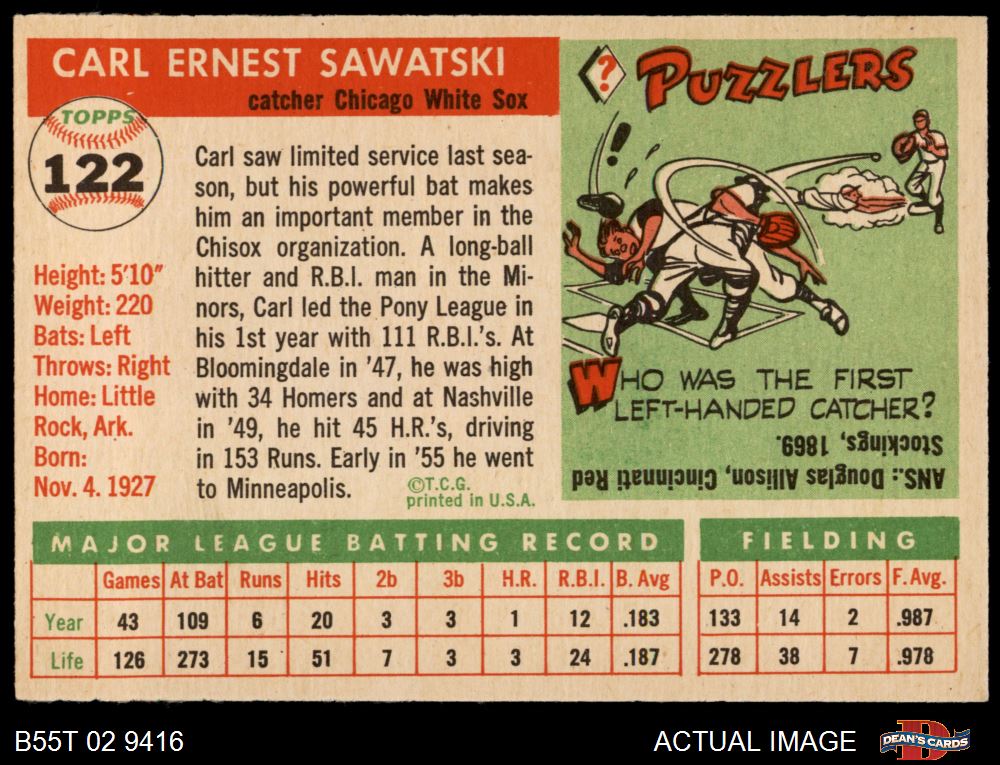 CARL ERNEST SAWATSKI
catcher Chicago White Sox
TOPPS
122
Height: 5'10"
Weight: 220
Bats: Left
Throws: Right
Home: Little
Rock, Ark.
Born:
Nov. 4. 1927
Carl saw limited service last sea-
son, but his powerful bat makes
him an important member in the
Chisox organization. A long-ball
hitter and R.B.I. man in the Mi-
nors, Carl led the Pony League in
his 1st year with 111 R.B.I.'s. At
Bloomingdale in '47, he was high
with 34 Homers and at Nashville
in '49, he hit 45 H.R.'s, driving
in 153 Runs. Early in '55 he went
to Minneapolis.
©T.C.G.
printed in U.S.A.
?
PUZZLERS
!
WHO WAS THE FIRST
LEFT-HANDED CATCHER?
ANS.: Douglas Allison, Cincinnati Red
Stockings, 1869.
MAJOR LEAGUE BATTING RECORD
Games At Bat Runs Hits 2b 3b H.R. R.B.I. B. Avg
Year 43 109 6 20 3 3 1 12 .183
Life 126 273 15 51 7 3 3 24 .187
FIELDING
P.O. Assists Errors F. Avg.
133 14 2 .987
278 38 7 .978
B55T 02 9416
ACTUAL IMAGE
D
DEAN'S CARDS